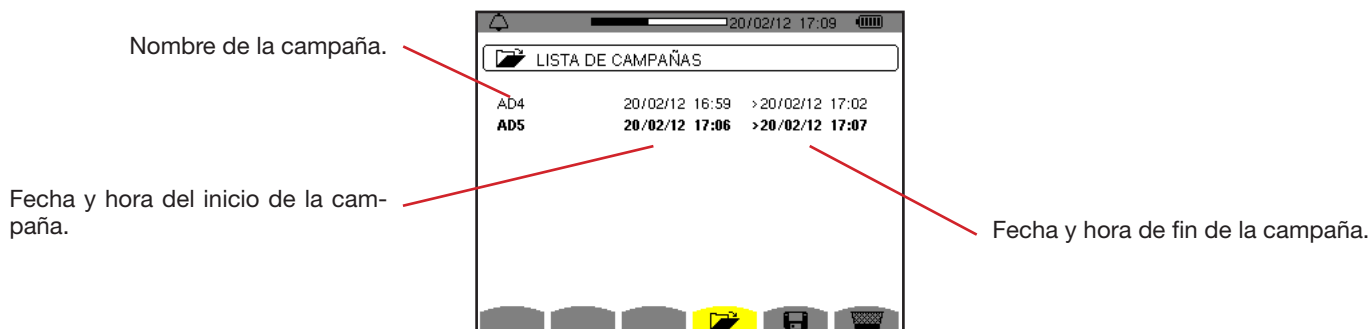 20/02/12 17:09
Nombre de la campaña.
LISTA DE CAMPAÑAS
AD4 20/02/12 16:59 >20/02/12 17:02
AD5 20/02/12 17:06 >20/02/12 17:07
Fecha y hora del inicio de la cam-
paña.
Fecha y hora de fin de la campaña.